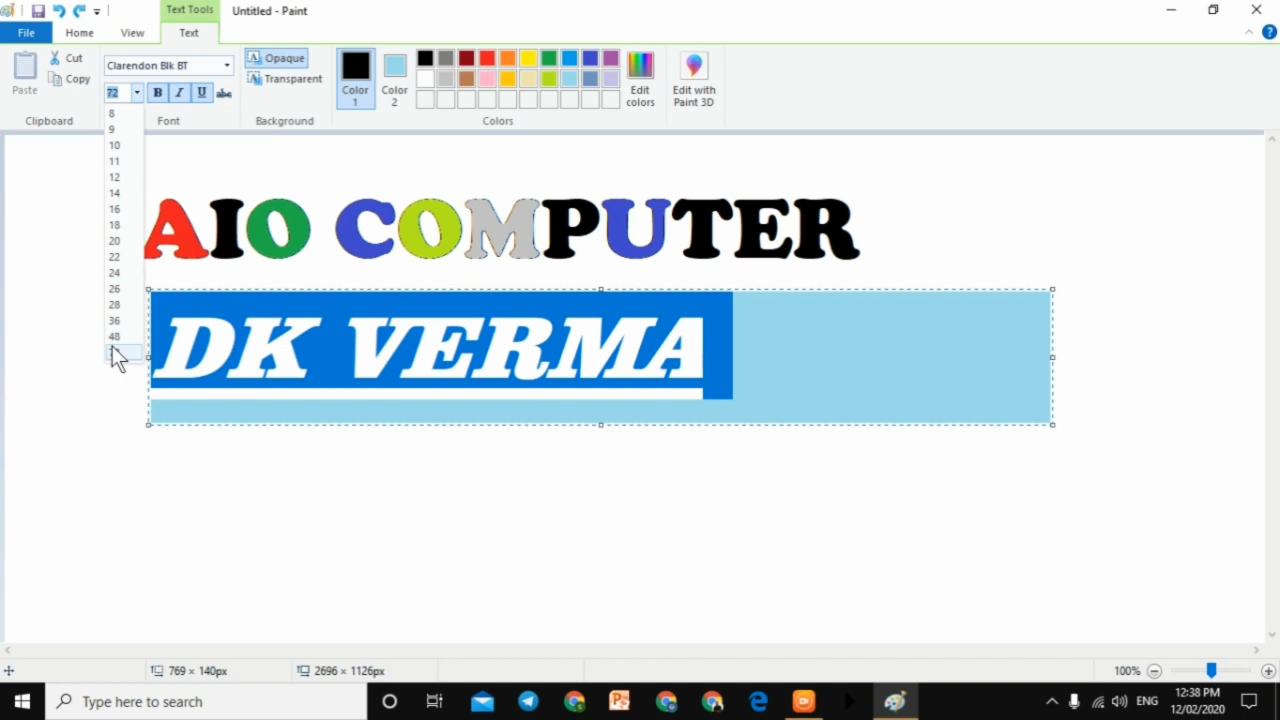 Text Tools
Untitled - Paint
File
Home
View
Text
Paste
Cut
Copy
Clipboard
Clarendon Blk BT
72
B I U abc
Font
Opaque
Transparent
Background
Color 1
Color 2
Edit colors
Colors
Edit with Paint 3D
8
9
10
11
12
14
16
18
20
22
24
26
28
36
48
AIO COMPUTER
DK VERMA
769 × 140px
2696 × 1126px
100%
Type here to search
ENG
12:38 PM
12/02/2020